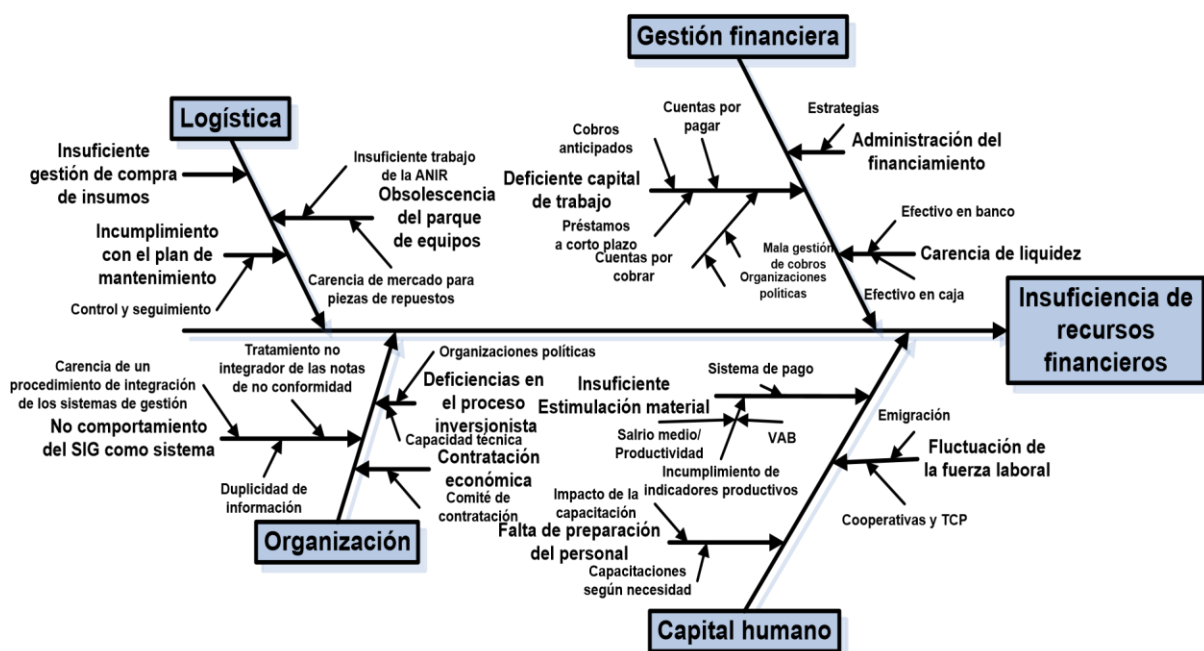 Gestión financiera
Logística
Insuficiente
gestión de compra
de insumos
Insuficiente trabajo
de la ANIR
Obsolescencia
del parque
de equipos
Incumplimiento
con el plan de
mantenimiento
Carencia de mercado para
piezas de repuestos
Control y seguimiento
Cuentas por
pagar
Cobros
anticipados
Deficiente capital
de trabajo
Préstamos
a corto plazo
Cuentas por
cobrar
Mala gestión
de cobros
Organizaciones
políticas
Estrategias
Administración del
financiamiento
Efectivo en banco
Carencia de liquidez
Efectivo en caja
Insuficiencia de
recursos
financieros
Carencia de un
procedimiento de integración
de los sistemas de gestión
Tratamiento no
integrador de las notas
de no conformidad
No comportamiento
del SIG como sistema
Duplicidad de
información
Organizaciones políticas
Deficiencias en
el proceso
inversionista
Capacidad técnica
Contratación
económica
Comité de
contratación
Organización
Sistema de pago
Insuficiente
Estimulación material
Salrio medio/
Productividad
VAB
Incumplimiento de
indicadores productivos
Impacto de la
capacitación
Falta de preparación
del personal
Capacitaciones
según necesidad
Emigración
Fluctuación de
la fuerza laboral
Cooperativas y TCP
Capital humano